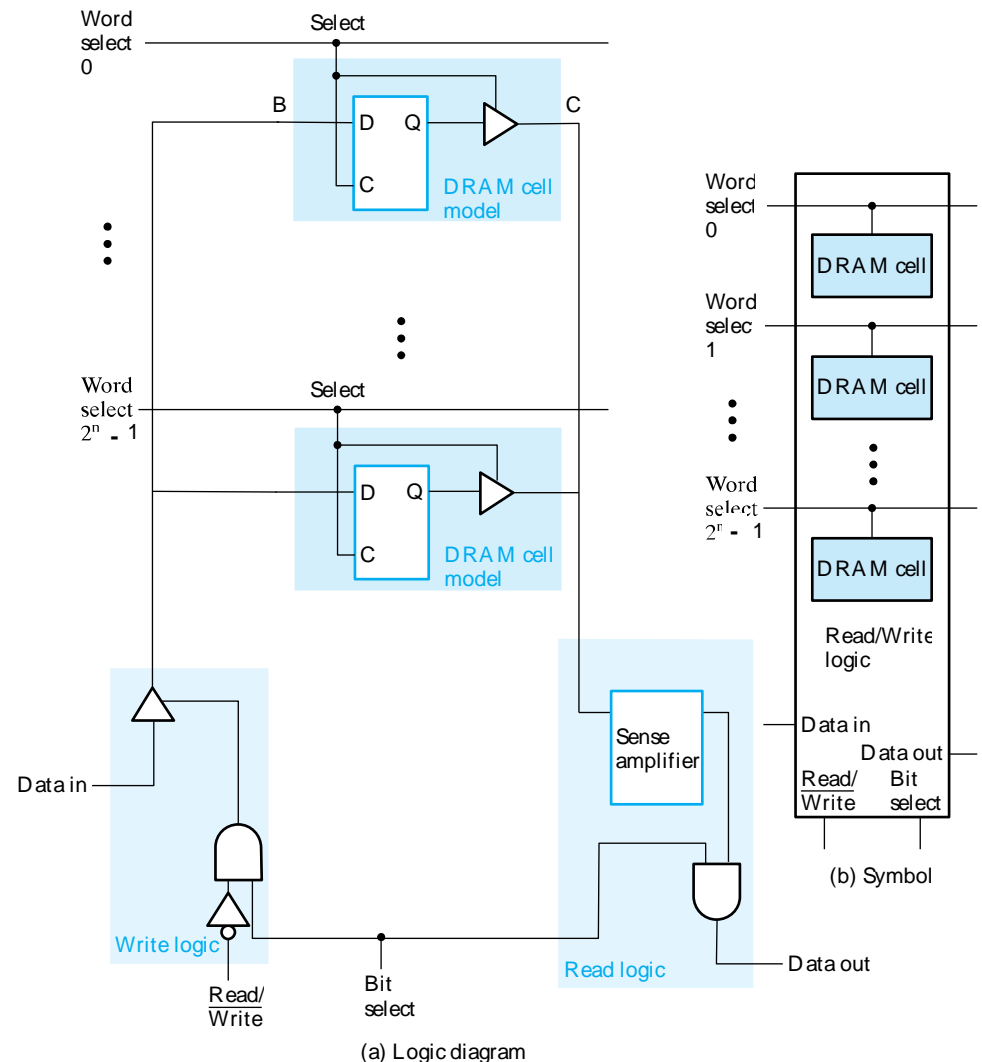 Word
select
0
Select
B
C
D Q
C
DRAM cell
model
Word
select
2ⁿ - 1
Select
D Q
C
DRAM cell
model
Data in
Write logic
Read/
Write
Bit
select
Sense
amplifier
Read logic
Data out
(a) Logic diagram
Word
select
0
DRAM cell
Word
selec
1
DRAM cell
Word
select
2ⁿ - 1
DRAM cell
Read/Write
logic
Data in
Data out
Read/
Write
Bit
select
(b) Symbol